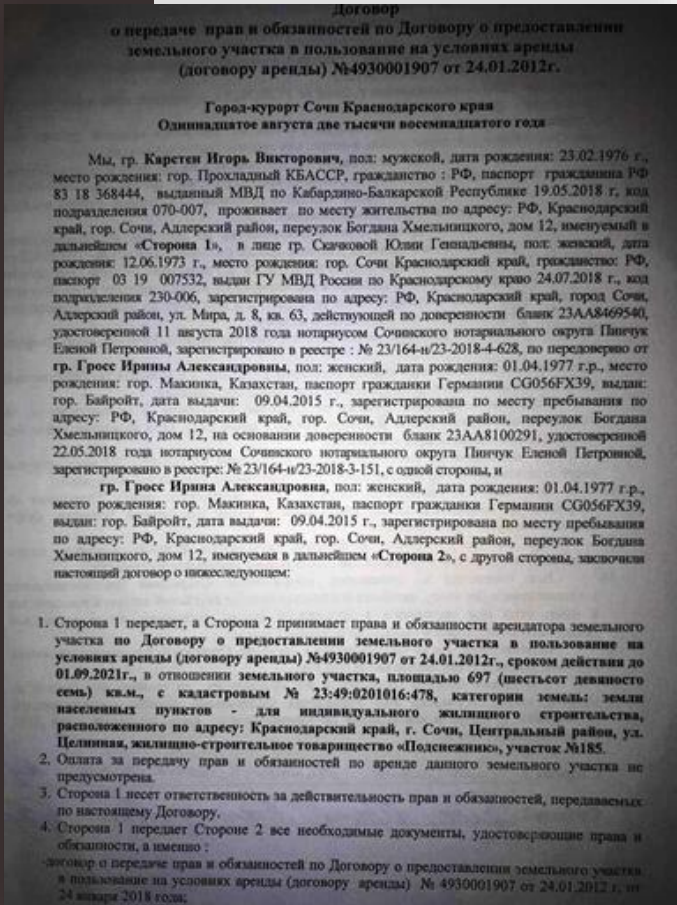 Договор
о передаче прав и обязанностей по Договору о предоставлении
земельного участка в пользование на условиях аренды
(договору аренды) №4930001907 от 24.01.2012г.
Город-курорт Сочи Краснодарского края
Одиннадцатое августа две тысячи восемнадцатого года
Мы, гр. Карстен Игорь Викторович, пол: мужской, дата рождения: 23.02.1976 г.,
место рождения: гор. Прохладный КБАССР, гражданство : РФ, паспорт гражданина РФ
83 18 368444, выданный МВД по Кабардино-Балкарской Республике 19.05.2018 г, код
подразделения 070-007, проживает по месту жительства по адресу: РФ, Краснодарский
край, гор. Сочи, Адлерский район, переулок Богдана Хмельницкого, дом 12, именуемый в
дальнейшем «Сторона 1», в лице гр. Скачковой Юлии Геннадьевны, пол: женский, дата
рождения: 12.06.1973 г., место рождения: гор. Сочи Краснодарский край, гражданство: РФ,
паспорт 03 19 007532, выдан ГУ МВД России по Краснодарскому краю 24.07.2018 г., код
подразделения 230-006, зарегистрирована по адресу: РФ, Краснодарский край, город Сочи,
Адлерский район, ул. Мира, д. 8, кв. 63, действующей по доверенности бланк 23АА8469540,
удостоверенной 11 августа 2018 года нотариусом Сочинского нотариального округа Пинчук
Еленой Петровной, зарегистрировано в реестре : № 23/164-н/23-2018-4-628, по передоверию от
гр. Гросс Ирины Александровны, пол: женский, дата рождения: 01.04.1977 г.р., место
рождения: гор. Макинка, Казахстан, паспорт гражданки Германии CG056FX39, выдан:
гор. Байройт, дата выдачи: 09.04.2015 г., зарегистрирована по месту пребывания по
адресу: РФ, Краснодарский край, гор. Сочи, Адлерский район, переулок Богдана
Хмельницкого, дом 12, на основании доверенности бланк 23АА8100291, удостоверенной
22.05.2018 года нотариусом Сочинского нотариального округа Пинчук Еленой Петровной,
зарегистрировано в реестре: № 23/164-н/23-2018-3-151, с одной стороны, и
гр. Гросс Ирина Александровна, пол: женский, дата рождения: 01.04.1977 г.р.,
место рождения: гор. Макинка, Казахстан, паспорт гражданки Германии CG056FX39,
выдан: гор. Байройт, дата выдачи: 09.04.2015 г., зарегистрирована по месту пребывания
по адресу: РФ, Краснодарский край, гор. Сочи, Адлерский район, переулок Богдана
Хмельницкого, дом 12, именуемая в дальнейшем «Сторона 2», с другой стороны, заключили
настоящий договор о нижеследующем:
1. Сторона 1 передает, а Сторона 2 принимает права и обязанности арендатора земельного
участка по Договору о предоставлении земельного участка в пользование на
условиях аренды (договору аренды) №4930001907 от 24.01.2012г., сроком действия до
01.09.2021г., в отношении земельного участка, площадью 697 (шестьсот девяносто
семь) кв.м., с кадастровым № 23:49:0201016:478, категории земель: земли
населенных пунктов - для индивидуального жилищного строительства,
расположенного по адресу: Краснодарский край, г. Сочи, Центральный район, ул.
Целинная, жилищно-строительное товарищество «Подснежник», участок №185.
2. Оплата за передачу прав и обязанностей по аренде данного земельного участка не
предусмотрена.
3. Сторона 1 несет ответственность за действительность прав и обязанностей, передаваемых
по настоящему Договору.
4. Сторона 1 передает Стороне 2 все необходимые документы, удостоверяющие права и
обязанности, а именно :
-договор о передаче прав и обязанностей по Договору о предоставлении земельного участка
в пользование на условиях аренды (договору аренды) № 4930001907 от 24.01.2012 г. от
24 января 2018 года;